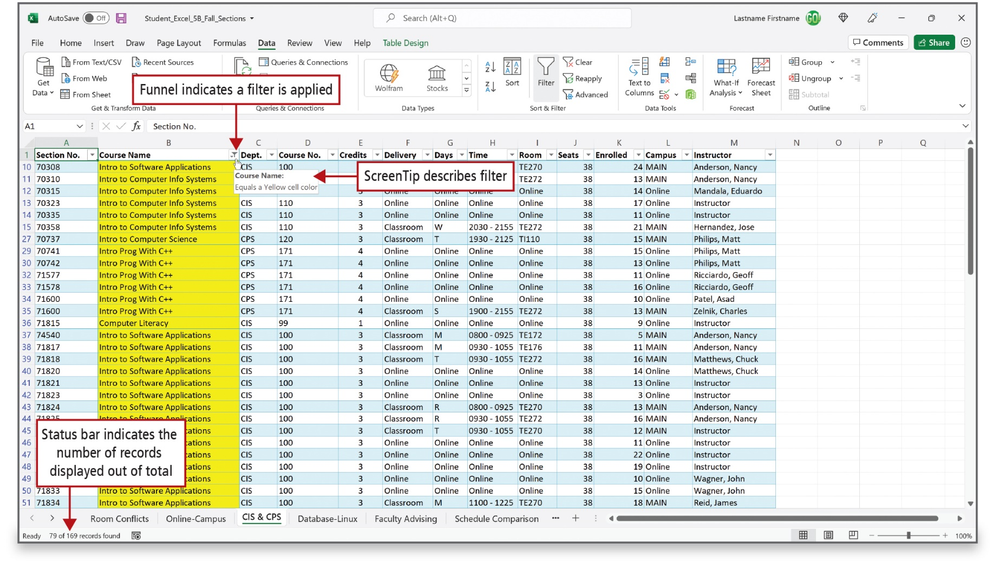 AutoSave Off Student_Excel_5B_Fall_Sections Search (Alt+Q) Lastname Firstname GO
File Home Insert Draw Page Layout Formulas Data Review View Help Table Design Comments Share
Get Data
From Text/CSV
From Web
From Sheet
Recent Sources
Get & Transform Data
Queries & Connections
Queries & Connections
Wolfram Stocks
Data Types
Sort
Filter
Clear
Reapply
Advanced
Sort & Filter
Text to Columns
Data Tools
What-If Analysis
Forecast Sheet
Forecast
Group
Ungroup
Subtotal
Outline
Funnel indicates a filter is applied
A1 fx Section No.
A B C D E F G H I J K L M N O P Q
1 Section No. Course Name Dept. Course No. Credits Delivery Days Time Room Seats Enrolled Campus Instructor
10 70308 Intro to Software Applications CIS 100 TE270 38 24 MAIN Anderson, Nancy
11 70310 Intro to Computer Info Systems TE272 38 13 MAIN Anderson, Nancy
12 70315 Intro to Computer Info Systems 3 Online Online Online Online 38 14 Online Mandala, Eduardo
Course Name:
Equals a Yellow cell color
ScreenTip describes filter
13 70323 Intro to Computer Info Systems CIS 110 3 Online Online Online Online 38 17 Online Instructor
14 70335 Intro to Computer Info Systems CIS 110 3 Online Online Online Online 38 11 Online Instructor
15 70358 Intro to Computer Info Systems CIS 110 3 Classroom W 2030 - 2155 TE272 38 21 MAIN Hernandez, Jose
27 70737 Intro to Computer Science CPS 120 3 Classroom T 1930 - 2125 TI110 38 15 MAIN Philips, Matt
29 70741 Intro Prog With C++ CPS 171 4 Online Online Online Online 38 15 Online Philips, Matt
30 70742 Intro Prog With C++ CPS 171 4 Online Online Online Online 38 13 Online Philips, Matt
32 71577 Intro Prog With C++ CPS 171 4 Online Online Online Online 38 11 Online Ricciardo, Geoff
33 71578 Intro Prog With C++ CPS 171 4 Online Online Online Online 38 16 Online Ricciardo, Geoff
34 71600 Intro Prog With C++ CPS 171 4 Online Online Online Online 38 10 Online Patel, Asad
35 71600 Intro Prog With C++ CPS 171 4 Classroom S 1900 - 2155 TE272 38 13 MAIN Zelnik, Charles
36 71815 Computer Literacy CIS 99 1 Online Online Online Online 38 9 Online Instructor
37 74540 Intro to Software Applications CIS 100 3 Classroom M 0800 - 0925 TE172 38 5 MAIN Anderson, Nancy
38 71817 Intro to Software Applications CIS 100 3 Classroom M 0930 - 1055 TE176 38 11 MAIN Anderson, Nancy
39 71818 Intro to Software Applications CIS 100 3 Classroom T 0930 - 1055 TE272 38 16 MAIN Matthews, Chuck
40 71820 Intro to Software Applications CIS 100 3 Online Online Online Online 38 14 Online Matthews, Chuck
41 71821 Intro to Software Applications CIS 100 3 Online Online Online Online 38 13 Online Instructor
42 71823 Intro to Software Applications CIS 100 3 Online Online Online Online 38 3 Online Instructor
43 71824 Intro to Software Applications CIS 100 3 Classroom R 0800 - 0925 TE270 38 13 MAIN Anderson, Nancy
44 71825 Intro to Software Applications CIS 100 3 Classroom R 0930 - 1055 TE272 38 16 MAIN Anderson, Nancy
45 cations CIS 100 3 Classroom T 0930 - 1055 TE270 38 12 MAIN Instructor
46 cations CIS 100 3 Online Online Online Online 38 11 Online Instructor
47 cations CIS 100 3 Online Online Online Online 38 22 Online Instructor
48 cations CIS 100 3 Online Online Online Online 38 19 Online Instructor
49 cations CIS 100 3 Online Online Online Online 38 10 Online Wagner, John
50 71833 Intro to Software Applications CIS 100 3 Online Online Online Online 38 15 Online Wagner, John
51 71834 Intro to Software Applications CIS 100 3 Classroom M 1100 - 1225 TE270 38 18 MAIN Reid, James
Status bar indicates the
number of records
displayed out of total
Room Conflicts Online-Campus CIS & CPS Database-Linux Faculty Advising Schedule Comparison
Ready 79 of 169 records found 100%